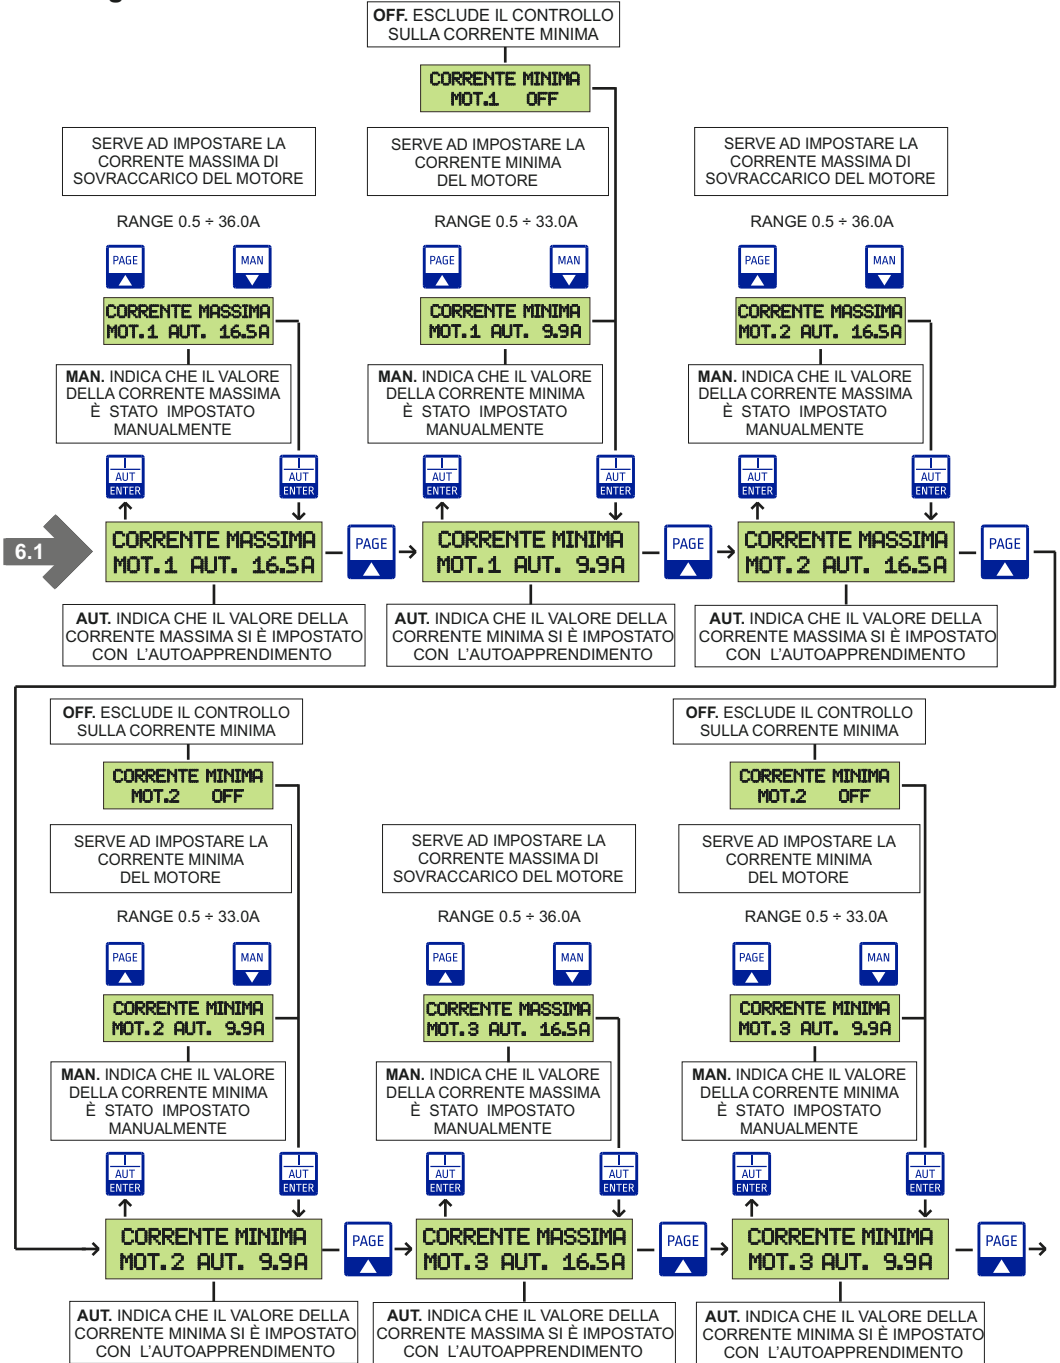 OFF. ESCLUDE IL CONTROLLO
SULLA CORRENTE MINIMA
CORRENTE MINIMA
MOT.1 OFF
SERVE AD IMPOSTARE LA
CORRENTE MASSIMA DI
SOVRACCARICO DEL MOTORE
SERVE AD IMPOSTARE LA
CORRENTE MINIMA
DEL MOTORE
SERVE AD IMPOSTARE LA
CORRENTE MASSIMA DI
SOVRACCARICO DEL MOTORE
RANGE 0.5 ÷ 36.0A
RANGE 0.5 ÷ 33.0A
RANGE 0.5 ÷ 36.0A
PAGE
MAN
PAGE
MAN
PAGE
MAN
CORRENTE MASSIMA
MOT.1 AUT. 16.5A
CORRENTE MINIMA
MOT.1 AUT. 9.9A
CORRENTE MASSIMA
MOT.2 AUT. 16.5A
MAN. INDICA CHE IL VALORE
DELLA CORRENTE MASSIMA
È STATO IMPOSTATO
MANUALMENTE
MAN. INDICA CHE IL VALORE
DELLA CORRENTE MINIMA
È STATO IMPOSTATO
MANUALMENTE
MAN. INDICA CHE IL VALORE
DELLA CORRENTE MASSIMA
È STATO IMPOSTATO
MANUALMENTE
AUT
ENTER
AUT
ENTER
AUT
ENTER
AUT
ENTER
AUT
ENTER
AUT
ENTER
6.1
CORRENTE MASSIMA
MOT.1 AUT. 16.5A
PAGE
CORRENTE MINIMA
MOT.1 AUT. 9.9A
PAGE
CORRENTE MASSIMA
MOT.2 AUT. 16.5A
PAGE
AUT. INDICA CHE IL VALORE DELLA
CORRENTE MASSIMA SI È IMPOSTATO
CON L'AUTOAPPRENDIMENTO
AUT. INDICA CHE IL VALORE DELLA
CORRENTE MINIMA SI È IMPOSTATO
CON L'AUTOAPPRENDIMENTO
AUT. INDICA CHE IL VALORE DELLA
CORRENTE MASSIMA SI È IMPOSTATO
CON L'AUTOAPPRENDIMENTO
OFF. ESCLUDE IL CONTROLLO
SULLA CORRENTE MINIMA
OFF. ESCLUDE IL CONTROLLO
SULLA CORRENTE MINIMA
CORRENTE MINIMA
MOT.2 OFF
CORRENTE MINIMA
MOT.2 OFF
SERVE AD IMPOSTARE LA
CORRENTE MINIMA
DEL MOTORE
SERVE AD IMPOSTARE LA
CORRENTE MASSIMA DI
SOVRACCARICO DEL MOTORE
SERVE AD IMPOSTARE LA
CORRENTE MINIMA
DEL MOTORE
RANGE 0.5 ÷ 33.0A
RANGE 0.5 ÷ 36.0A
RANGE 0.5 ÷ 33.0A
PAGE
MAN
PAGE
MAN
PAGE
MAN
CORRENTE MINIMA
MOT.2 AUT. 9.9A
CORRENTE MASSIMA
MOT.3 AUT. 16.5A
CORRENTE MINIMA
MOT.3 AUT. 9.9A
MAN. INDICA CHE IL VALORE
DELLA CORRENTE MINIMA
È STATO IMPOSTATO
MANUALMENTE
MAN. INDICA CHE IL VALORE
DELLA CORRENTE MASSIMA
È STATO IMPOSTATO
MANUALMENTE
MAN. INDICA CHE IL VALORE
DELLA CORRENTE MINIMA
È STATO IMPOSTATO
MANUALMENTE
AUT
ENTER
AUT
ENTER
AUT
ENTER
AUT
ENTER
AUT
ENTER
AUT
ENTER
CORRENTE MINIMA
MOT.2 AUT. 9.9A
PAGE
CORRENTE MASSIMA
MOT.3 AUT. 16.5A
PAGE
CORRENTE MINIMA
MOT.3 AUT. 9.9A
PAGE
AUT. INDICA CHE IL VALORE DELLA
CORRENTE MINIMA SI È IMPOSTATO
CON L'AUTOAPPRENDIMENTO
AUT. INDICA CHE IL VALORE DELLA
CORRENTE MASSIMA SI È IMPOSTATO
CON L'AUTOAPPRENDIMENTO
AUT. INDICA CHE IL VALORE DELLA
CORRENTE MINIMA SI È IMPOSTATO
CON L'AUTOAPPRENDIMENTO